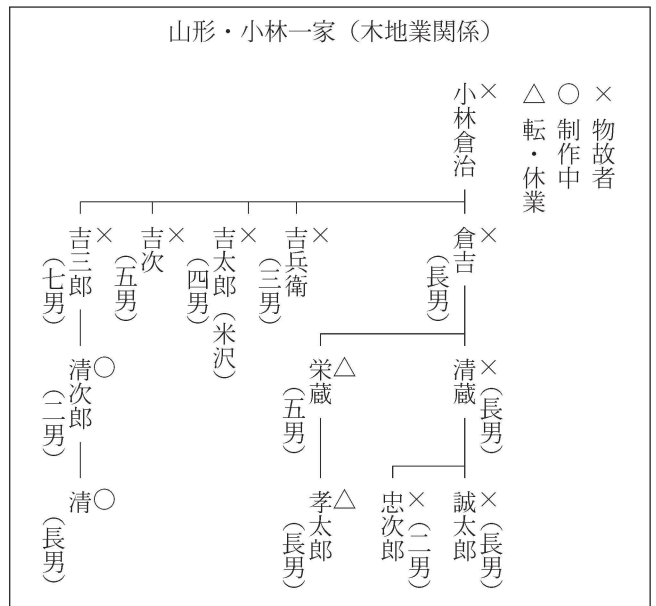 山形・小林一家（木地業関係）
×　物故者
○　制作中
△　転・休業
×
小林倉治
×
倉吉
（長男）
×
吉兵衛
（三男）
×
吉太郎（米沢）
（四男）
×
吉次
（五男）
×
吉三郎
（七男）
×（長男）
清蔵
△
栄蔵
（五男）
○
清次郎
（二男）
×（長男）
誠太郎
×（二男）
忠次郎
△
孝太郎
（長男）
○
清
（長男）